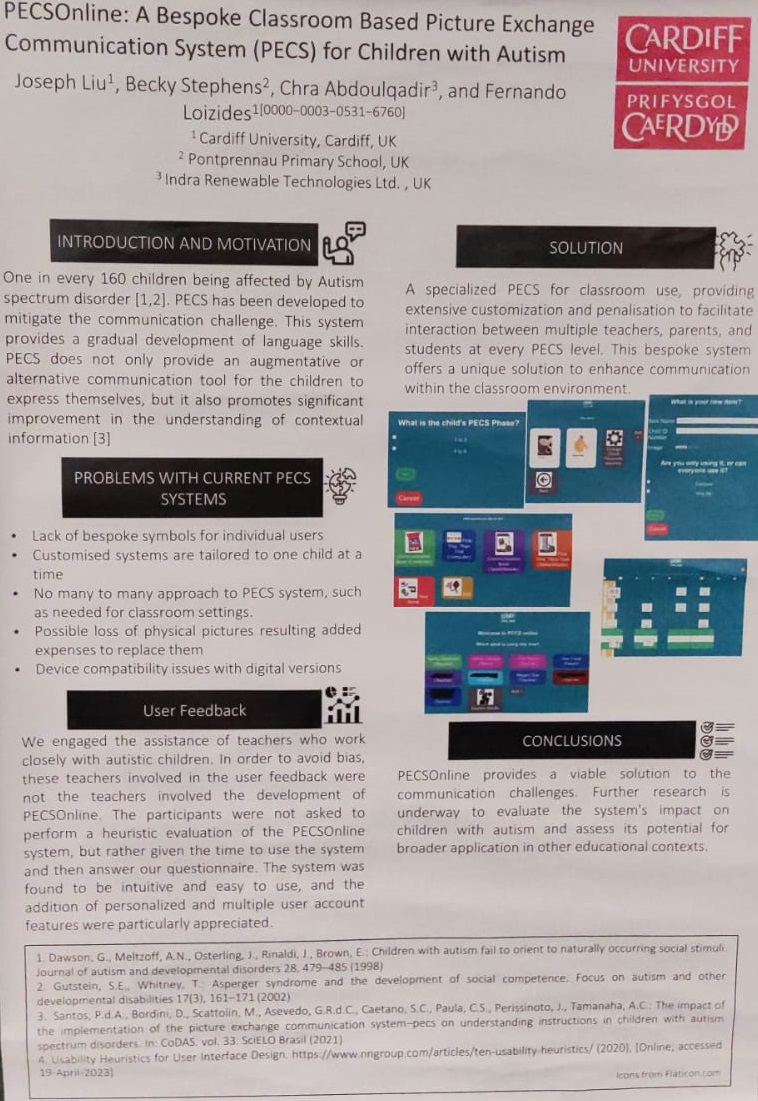 PECSOnline: A Bespoke Classroom Based Picture Exchange
Communication System (PECS) for Children with Autism
Joseph Liu1, Becky Stephens2, Chra Abdoulqadir3, and Fernando
Loizides1[0000-0003-0531-6760]
1 Cardiff University, Cardiff, UK
2 Pontprennau Primary School, UK
3 Indra Renewable Technologies Ltd. , UK
CARDIFF
UNIVERSITY
PRIFYSGOL
CAERDYDD
INTRODUCTION AND MOTIVATION
One in every 160 children being affected by Autism
spectrum disorder [1,2]. PECS has been developed to
mitigate the communication challenge. This system
provides a gradual development of language skills.
PECS does not only provide an augmentative or
alternative communication tool for the children to
express themselves, but it also promotes significant
improvement in the understanding of contextual
information [3]
PROBLEMS WITH CURRENT PECS
SYSTEMS
• Lack of bespoke symbols for individual users
• Customised systems are tailored to one child at a
time
• No many to many approach to PECS system, such
as needed for classroom settings.
• Possible loss of physical pictures resulting added
expenses to replace them
• Device compatibility issues with digital versions
User Feedback
We engaged the assistance of teachers who work
closely with autistic children. In order to avoid bias,
these teachers involved in the user feedback were
not the teachers involved the development of
PECSOnline. The participants were not asked to
perform a heuristic evaluation of the PECSOnline
system, but rather given the time to use the system
and then answer our questionnaire. The system was
found to be intuitive and easy to use, and the
addition of personalized and multiple user account
features were particularly appreciated.
SOLUTION
A specialized PECS for classroom use, providing
extensive customization and penalisation to facilitate
interaction between multiple teachers, parents, and
students at every PECS level. This bespoke system
offers a unique solution to enhance communication
within the classroom environment.
What is the child's PECS Phase?
Cancel
What is your new item?
Are you only using it, or can
everyone use it?
Cancel
Welcome to PECS online
CONCLUSIONS
PECSOnline provides a viable solution to the
communication challenges. Further research is
underway to evaluate the system's impact on
children with autism and assess its potential for
broader application in other educational contexts.
1. Dawson, G., Meltzoff, A.N., Osterling, J., Rinaldi, J., Brown, E.: Children with autism fail to orient to naturally occurring social stimuli.
Journal of autism and developmental disorders 28, 479–485 (1998)
2. Gutstein, S.E., Whitney, T.: Asperger syndrome and the development of social competence. Focus on autism and other
developmental disabilities 17(3), 161–171 (2002)
3. Santos, P.d.A., Bordini, D., Scattolin, M., Asevedo, G.R.d.C., Caetano, S.C., Paula, C.S., Perissinoto, J., Tamanaha, A.C.: The impact of
the implementation of the picture exchange communication system–pecs on understanding instructions in children with autism
spectrum disorders. In: CoDAS. vol. 33. SciELO Brasil (2021)
4. Usability Heuristics for User Interface Design. https://www.nngroup.com/articles/ten-usability-heuristics/ (2020), [Online; accessed
19-April-2023]
Icons from Flaticon.com